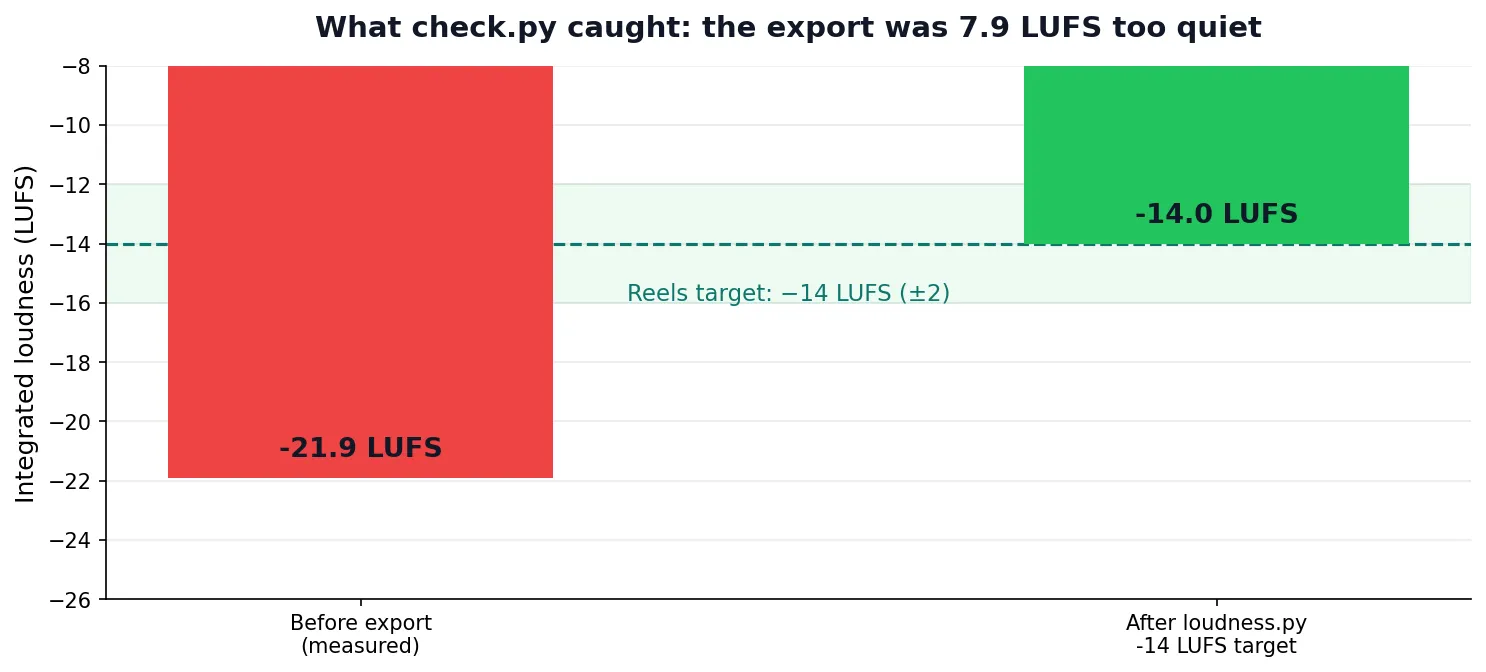 What check.py caught: the export was 7.9 LUFS too quiet
Integrated loudness (LUFS)
−8
−10
−12
−14
−16
−18
−20
−22
−24
−26
-21.9 LUFS
-14.0 LUFS
Reels target: −14 LUFS (±2)
Before export
(measured)
After loudness.py
-14 LUFS target